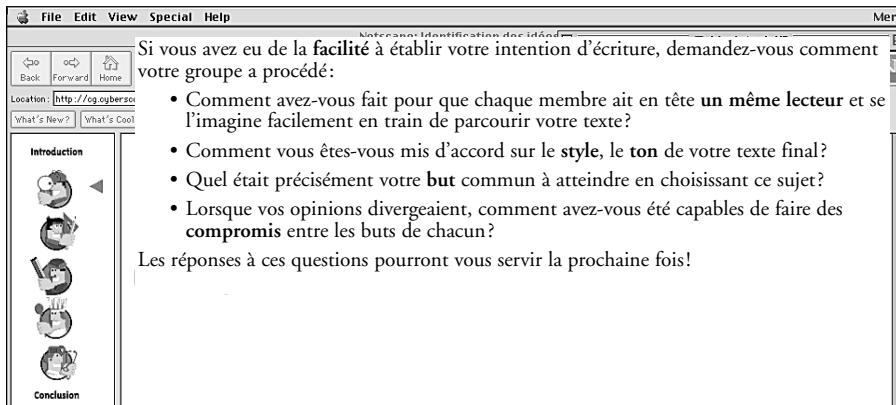 File Edit View Special Help
Netscape: Identification des idées
Si vous avez eu de la facilité à établir votre intention d'écriture, demandez-vous comment
votre groupe a procédé:
Back Forward Home
Location: http://cg.cyberso
What's New? What's Cool
• Comment avez-vous fait pour que chaque membre ait en tête un même lecteur et se
l'imagine facilement en train de parcourir votre texte?
• Comment vous êtes-vous mis d'accord sur le style, le ton de votre texte final?
• Quel était précisément votre but commun à atteindre en choisissant ce sujet?
• Lorsque vos opinions divergeaient, comment avez-vous été capables de faire des
compromis entre les buts de chacun?
Les réponses à ces questions pourront vous servir la prochaine fois!
Introduction
Conclusion